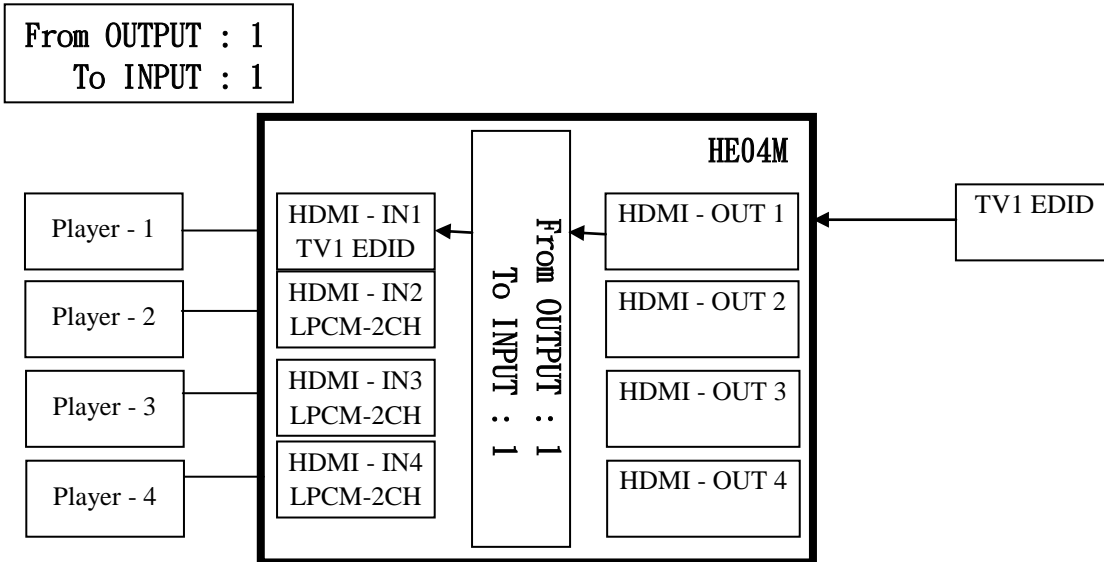 From OUTPUT : 1
To INPUT : 1
HE04M
Player - 1
HDMI - IN1
TV1 EDID
Player - 2
HDMI - IN2
LPCM-2CH
Player - 3
HDMI - IN3
LPCM-2CH
Player - 4
HDMI - IN4
LPCM-2CH
From OUTPUT : 1
To INPUT : 1
HDMI - OUT 1
HDMI - OUT 2
HDMI - OUT 3
HDMI - OUT 4
TV1 EDID